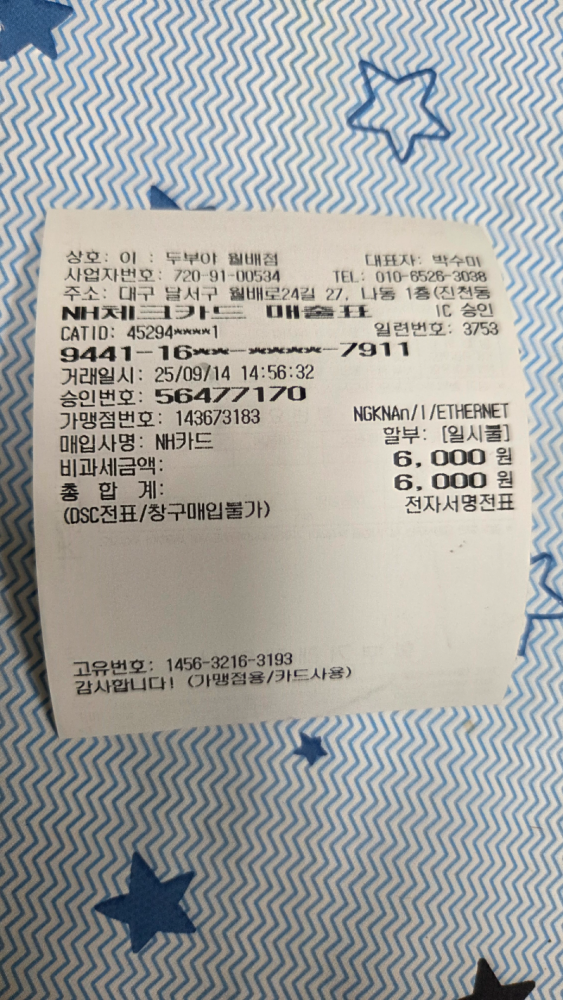 상호: 이 : 두부야 월배점 대표자: 박수미
사업자번호: 720-91-00534 TEL: 010-6526-3038
주소: 대구 달서구 월배로24길 27, 나동 1층(진천동
NH체크카드 매출표 IC 승인
CATID: 45294****1 일련번호: 3753
9441-16**-****-7911
거래일시: 25/09/14 14:56:32
승인번호: 56477170
가맹점번호: 143673183 NGKNAn/I/ETHERNET
매입사명: NH카드 할부: [일시불]
비과세금액: 6,000 원
총 합 계: 6,000 원
(DSC전표/창구매입불가) 전자서명전표
고유번호: 1456-3216-3193
감사합니다! (가맹점용/카드사용)